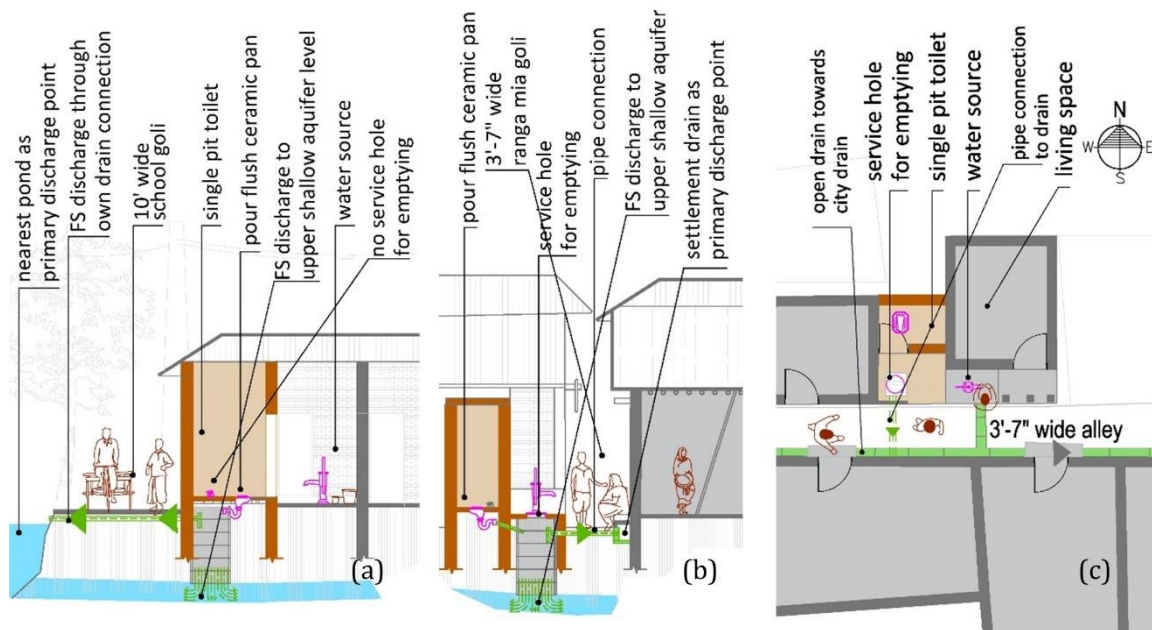 nearest pond as
primary discharge point
FS discharge through
own drain connection
10' wide
school goli
single pit toilet
pour flush ceramic pan
FS discharge to
upper shallow aquifer level
water source
no service hole
for emptying
(a)
pour flush ceramic pan
3'-7" wide
ranga mia goli
service hole
for emptying
pipe connection
FS discharge to
upper shallow aquifer
settlement drain as
primary discharge point
(b)
open drain towards
city drain
service hole
for emptying
single pit toilet
water source
pipe connection
to drain
living space
N
W
E
S
3'-7" wide alley
(c)